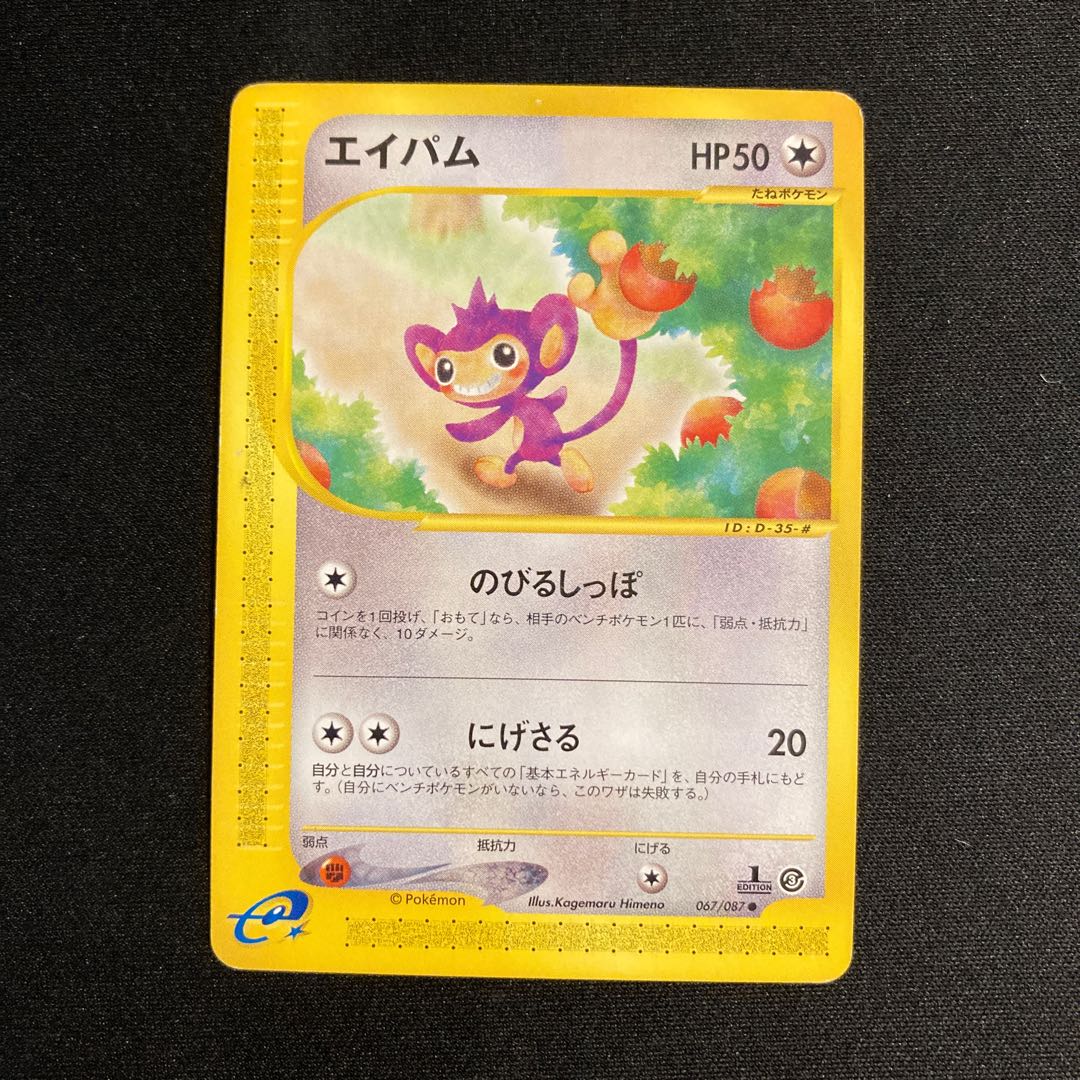 エイパム HP50
たねポケモン
ID:D-35-#
のびるしっぽ
コインを1回投げ、「おもて」なら、相手のベンチポケモン1匹に、「弱点・抵抗力」
に関係なく、10ダメージ。
にげさる 20
自分と自分についているすべての「基本エネルギーカード」を、自分の手札にもど
す。(自分にベンチポケモンがいないなら、このワザは失敗する。)
弱点 抵抗力 にげる
1
EDITION
3
© Pokémon Illus.Kagemaru Himeno 067/087 ●
e